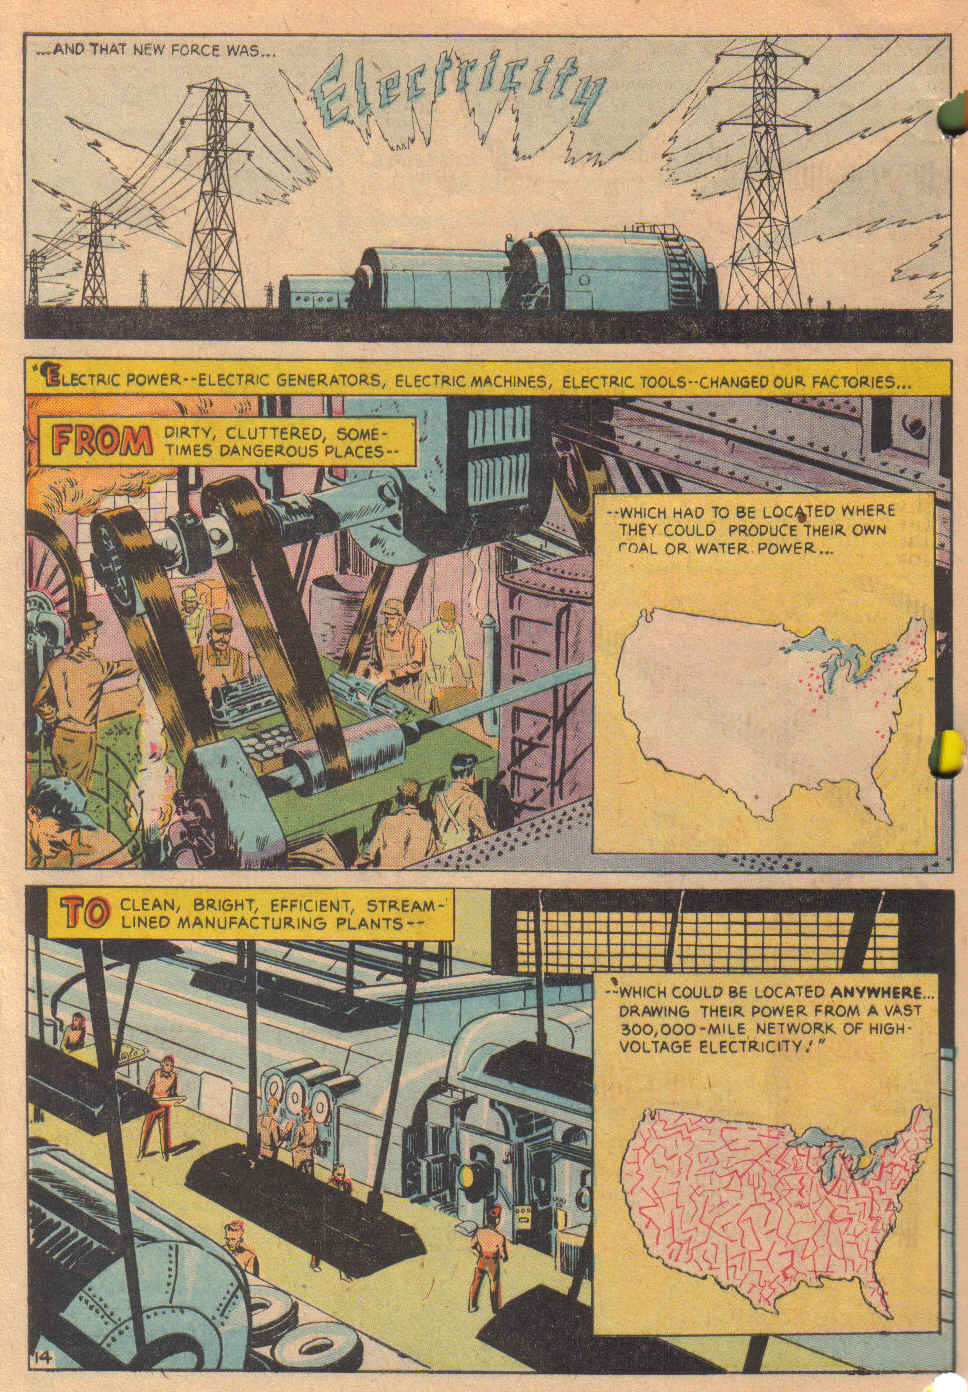 ...AND THAT NEW FORCE WAS...
Electricity
"ELECTRIC POWER--ELECTRIC GENERATORS, ELECTRIC MACHINES, ELECTRIC TOOLS--CHANGED OUR FACTORIES...
FROM DIRTY, CLUTTERED, SOME-
TIMES DANGEROUS PLACES--
--WHICH HAD TO BE LOCATED WHERE
THEY COULD PRODUCE THEIR OWN
COAL OR WATER POWER...
TO CLEAN, BRIGHT, EFFICIENT, STREAM-
LINED MANUFACTURING PLANTS--
--WHICH COULD BE LOCATED ANYWHERE...
DRAWING THEIR POWER FROM A VAST
300,000-MILE NETWORK OF HIGH-
VOLTAGE ELECTRICITY!"
14